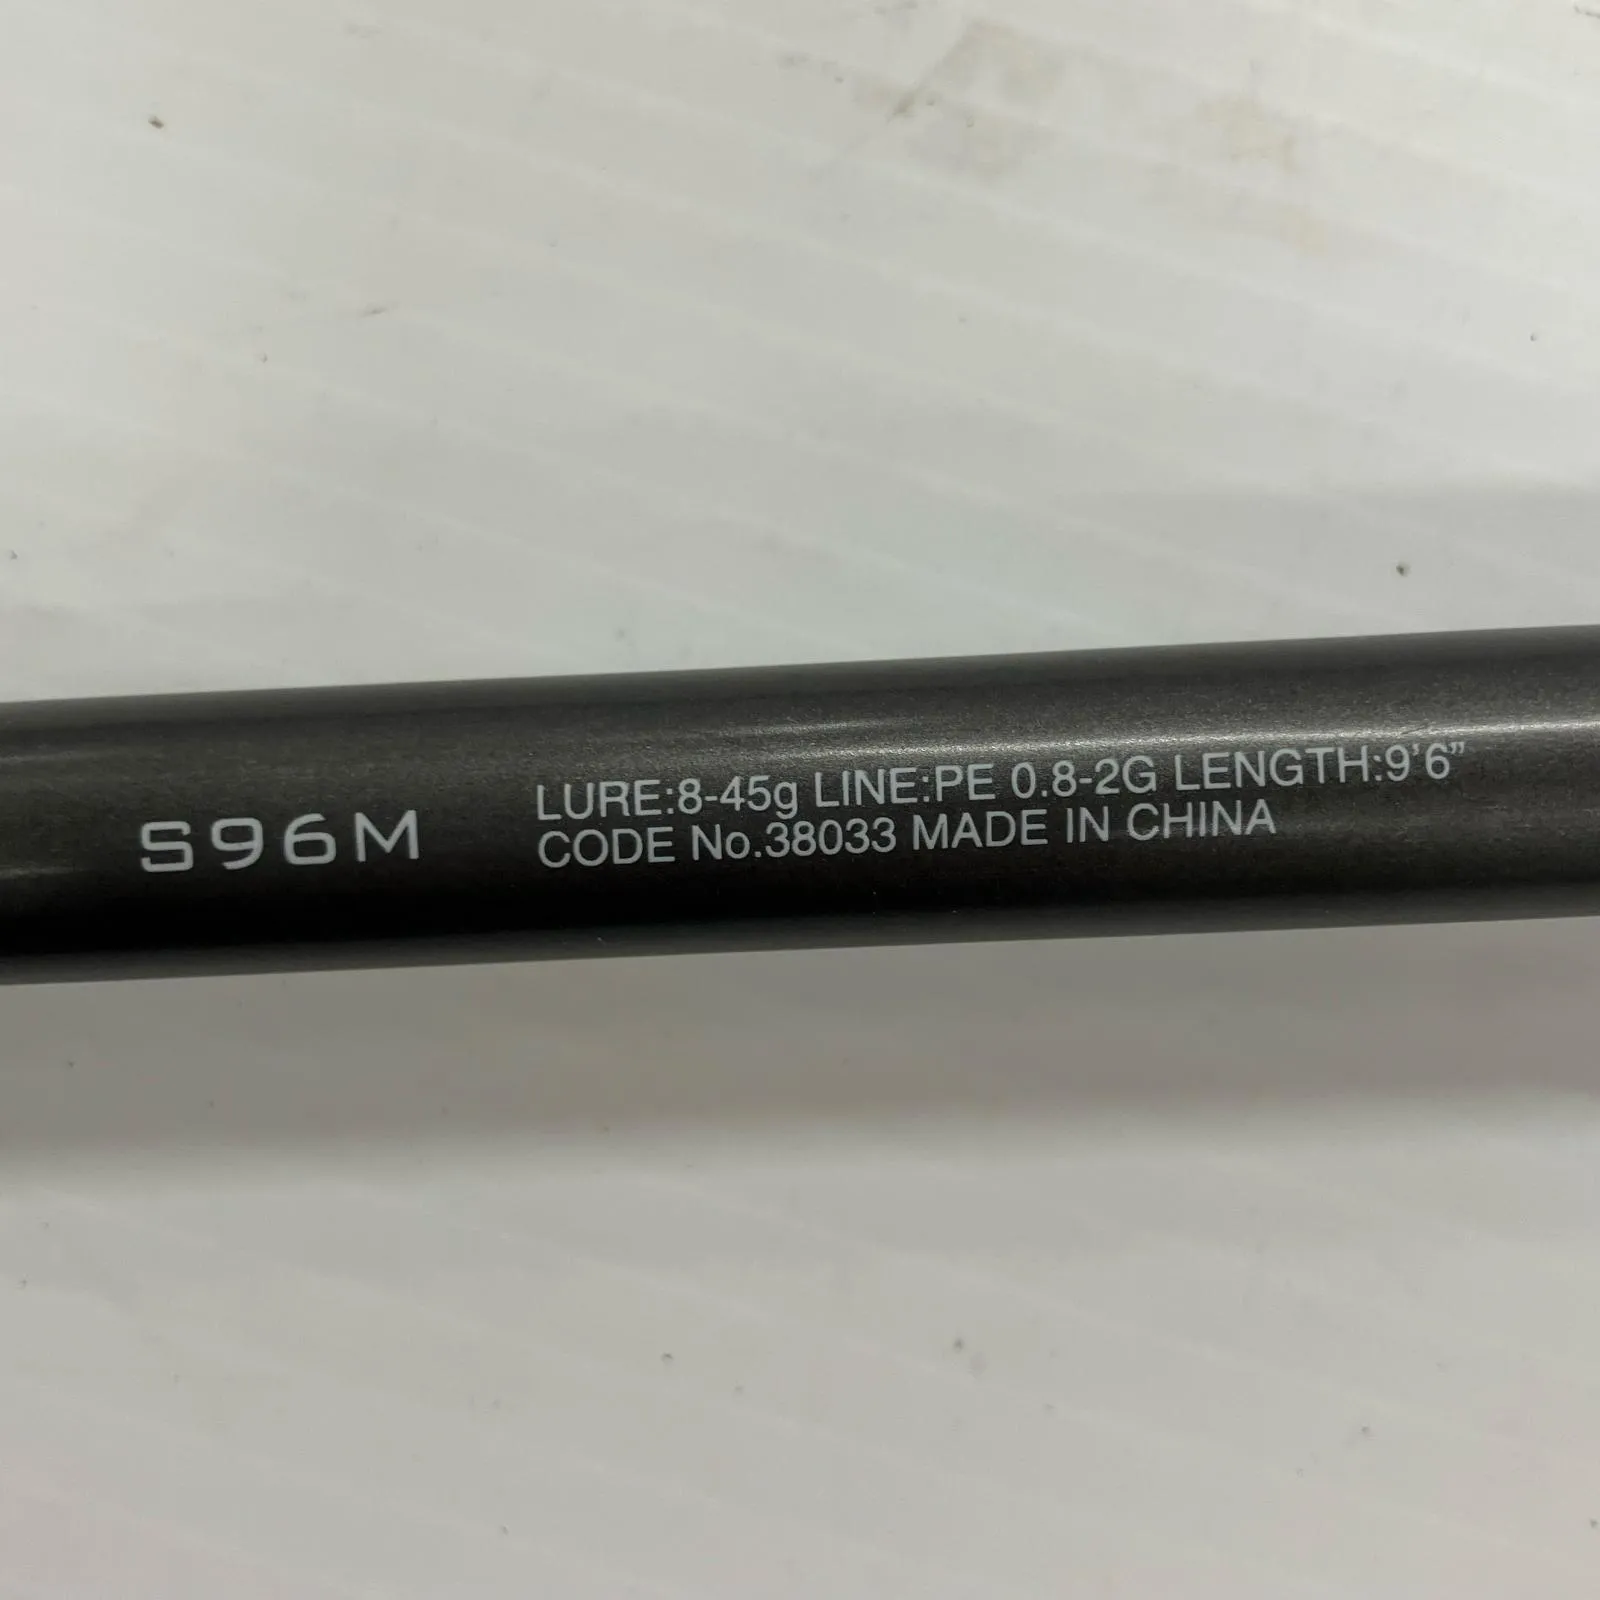 S96M
LURE:8-45g LINE:PE 0.8-2G LENGTH:9'6”
CODE No.38033 MADE IN CHINA